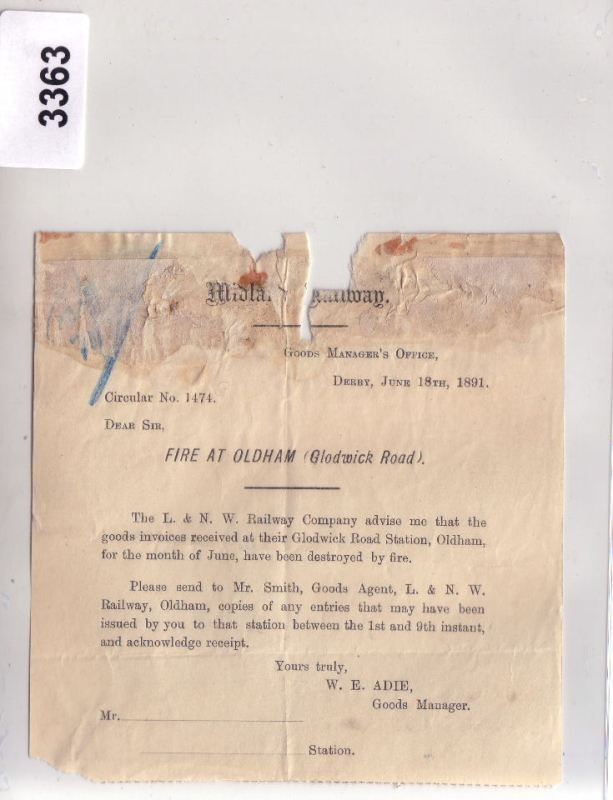 3363
Midla Railway.
Goods Manager's Office,
Derby, June 18th, 1891.
Circular No. 1474.
Dear Sir,
FIRE AT OLDHAM (Glodwick Road).
The L. & N. W. Railway Company advise me that the
goods invoices received at their Glodwick Road Station, Oldham,
for the month of June, have been destroyed by fire.
Please send to Mr. Smith, Goods Agent, L. & N. W.
Railway, Oldham, copies of any entries that may have been
issued by you to that station between the 1st and 9th instant,
and acknowledge receipt.
Yours truly,
W. E. ADIE,
Goods Manager.
Mr.
Station.